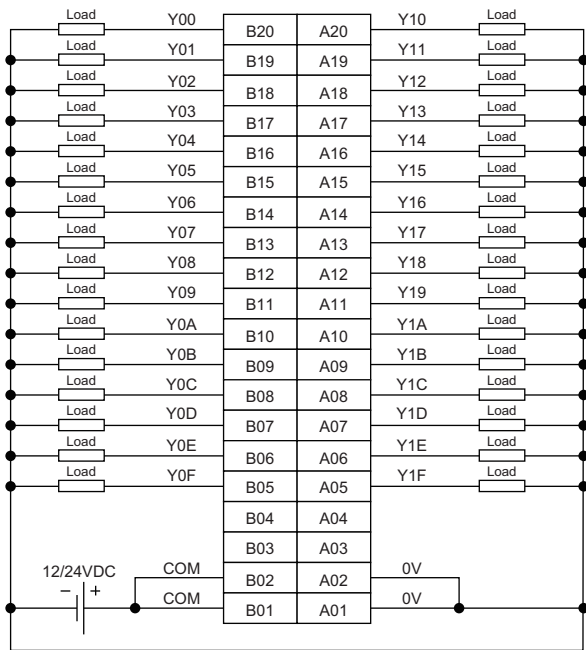 Load Y00 B20 A20 Y10 Load
Load Y01 B19 A19 Y11 Load
Load Y02 B18 A18 Y12 Load
Load Y03 B17 A17 Y13 Load
Load Y04 B16 A16 Y14 Load
Load Y05 B15 A15 Y15 Load
Load Y06 B14 A14 Y16 Load
Load Y07 B13 A13 Y17 Load
Load Y08 B12 A12 Y18 Load
Load Y09 B11 A11 Y19 Load
Load Y0A B10 A10 Y1A Load
Load Y0B B09 A09 Y1B Load
Load Y0C B08 A08 Y1C Load
Load Y0D B07 A07 Y1D Load
Load Y0E B06 A06 Y1E Load
Load Y0F B05 A05 Y1F Load
B04 A04
B03 A03
12/24VDC COM B02 A02 0V
− + COM B01 A01 0V